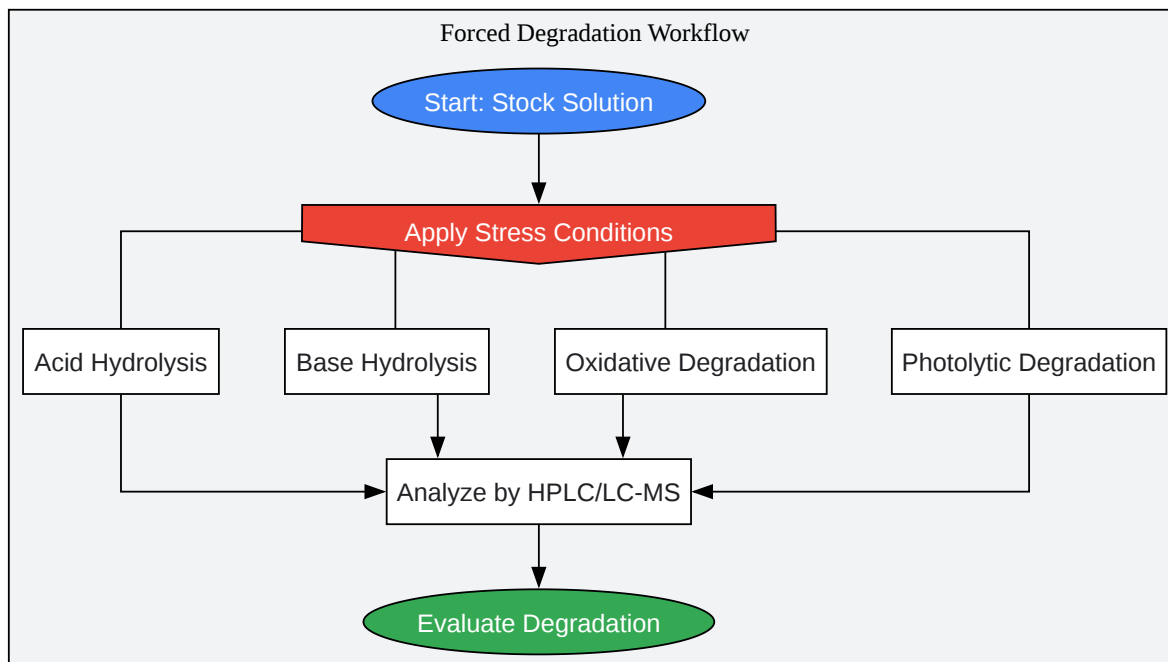 Forced Degradation Workflow
Start: Stock Solution
Apply Stress Conditions
Acid Hydrolysis
Base Hydrolysis
Oxidative Degradation
Photolytic Degradation
Analyze by HPLC/LC-MS
Evaluate Degradation